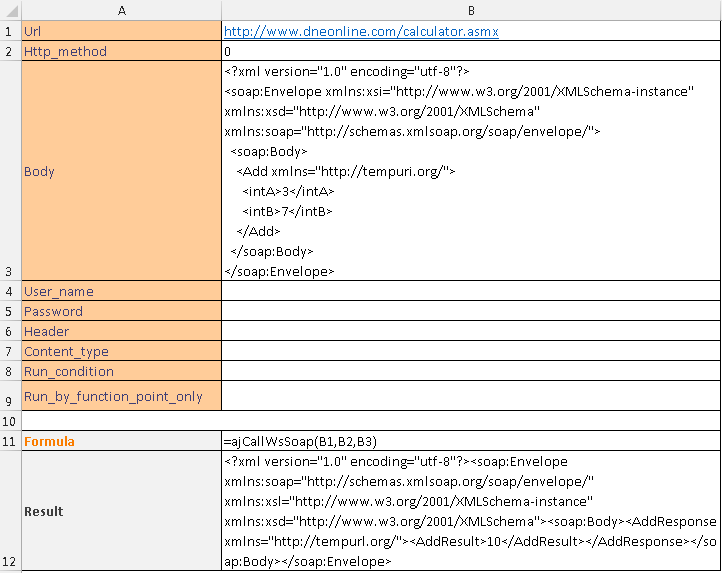 A B
1 Url http://www.dneonline.com/calculator.asmx
2 Http_method 0
<?xml version="1.0" encoding="utf-8"?>
<soap:Envelope xmlns:xsi="http://www.w3.org/2001/XMLSchema-instance"
xmlns:xsd="http://www.w3.org/2001/XMLSchema"
xmlns:soap="http://schemas.xmlsoap.org/soap/envelope/">
<soap:Body>
Body <Add xmlns="http://tempuri.org/">
<intA>3</intA>
<intB>7</intB>
</Add>
</soap:Body>
3 </soap:Envelope>
4 User_name
5 Password
6 Header
7 Content_type
8 Run_condition
9 Run_by_function_point_only
10
11 Formula =ajCallWsSoap(B1,B2,B3)
<?xml version="1.0" encoding="utf-8"?><soap:Envelope
xmlns:soap="http://schemas.xmlsoap.org/soap/envelope/"
xmlns:xsl="http://www.w3.org/2001/XMLSchema-instance"
Result xmlns:xsd="http://www.w3.org/2001/XMLSchema"><soap:Body><AddResponse
xmlns="http://tempurl.org/"><AddResult>10</AddResult></AddResponse></so
12 ap:Body></soap:Envelope>